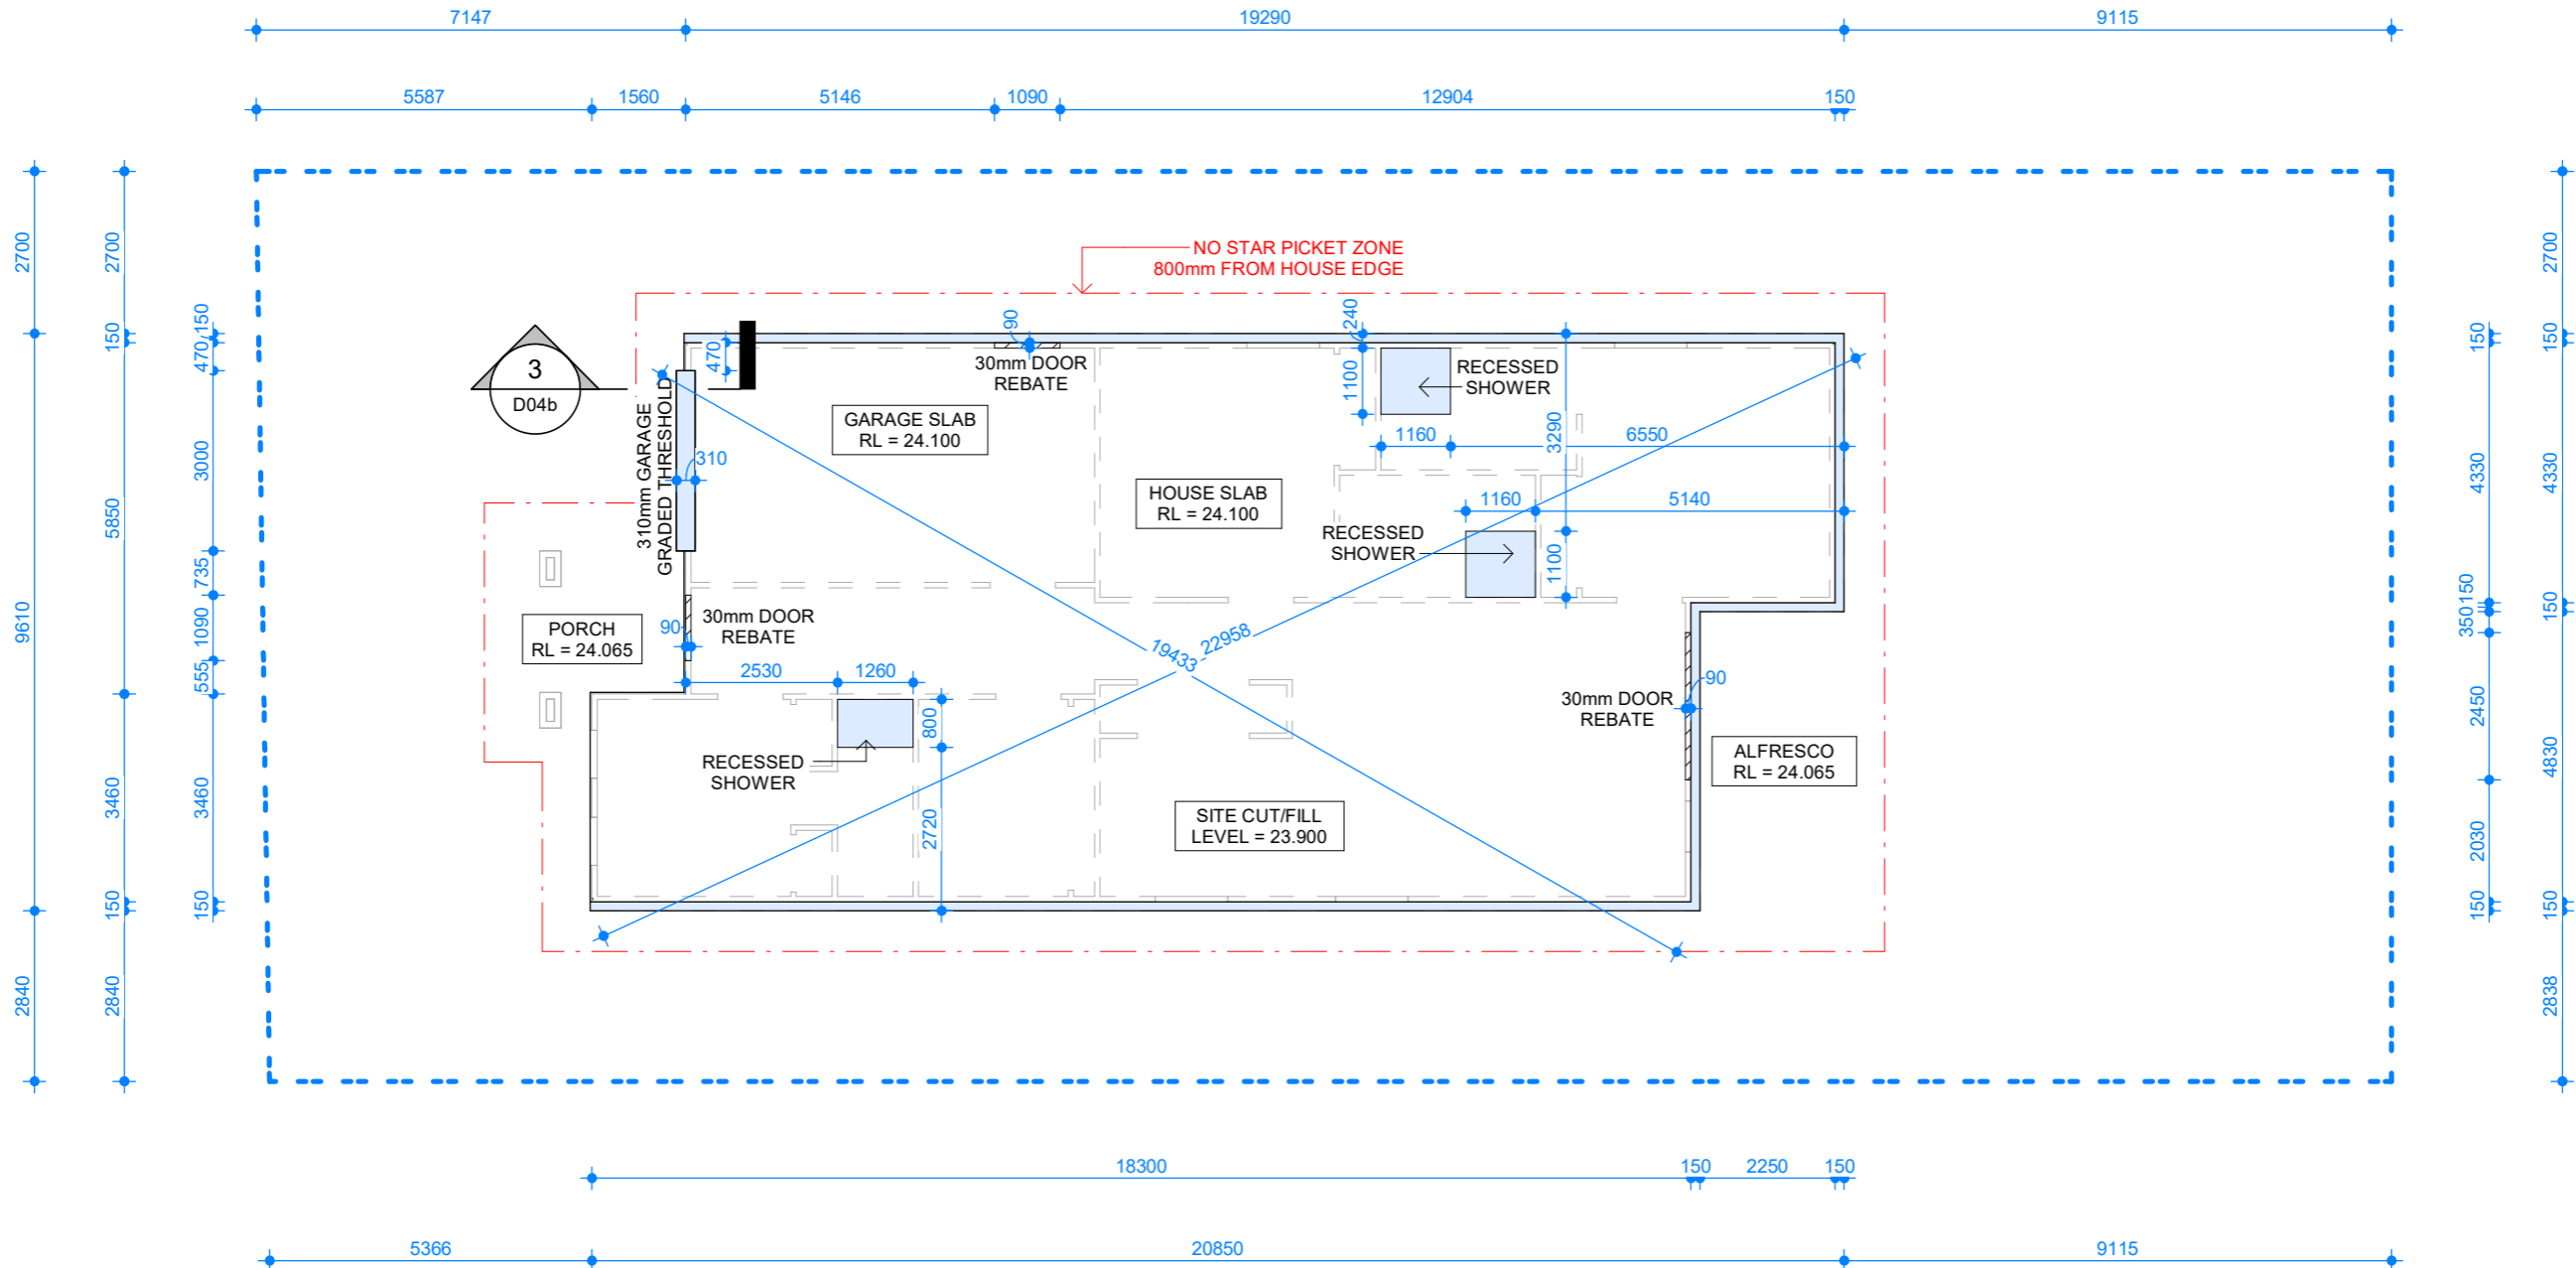 7147
19290
9115
5587
1560
5146
1090
12904
150
NO STAR PICKET ZONE
800mm FROM HOUSE EDGE
2700
9610
2840
2700
150
5850
3460
150
2840
150
470
3000
735
1090
555
3460
150
3
D04b
310mm GARAGE
GRADED THRESHOLD
470
310
90
30mm DOOR
REBATE
GARAGE SLAB
RL = 24.100
240
1100
RECESSED
SHOWER
1160
6550
3290
HOUSE SLAB
RL = 24.100
1160
5140
RECESSED
SHOWER
1100
PORCH
RL = 24.065
90
30mm DOOR
REBATE
2530
1260
800
RECESSED
SHOWER
2720
19433
22958
30mm DOOR
REBATE
90
ALFRESCO
RL = 24.065
SITE CUT/FILL
LEVEL = 23.900
150
4330
150
350
2450
2030
150
2700
150
4330
150
4830
150
2838
18300
150
2250
150
5366
20850
9115